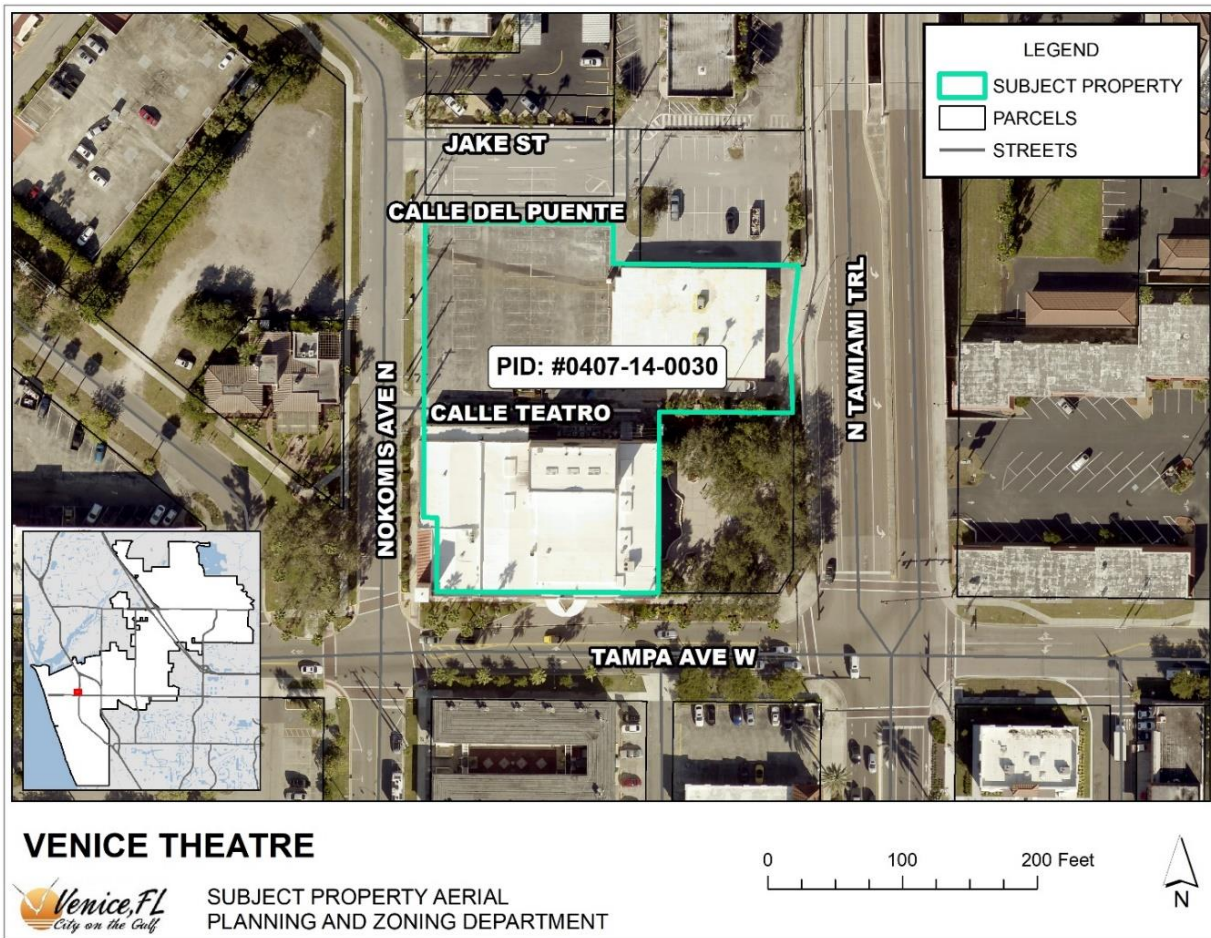 LEGEND
SUBJECT PROPERTY
PARCELS
STREETS
JAKE ST
CALLE DEL PUENTE
PID: #0407-14-0030
CALLE TEATRO
NOKOMIS AVE N
N TAMIAMI TRL
TAMPA AVE W
VENICE THEATRE
Venice, FL
City on the Gulf
SUBJECT PROPERTY AERIAL
PLANNING AND ZONING DEPARTMENT
0 100 200 Feet
N